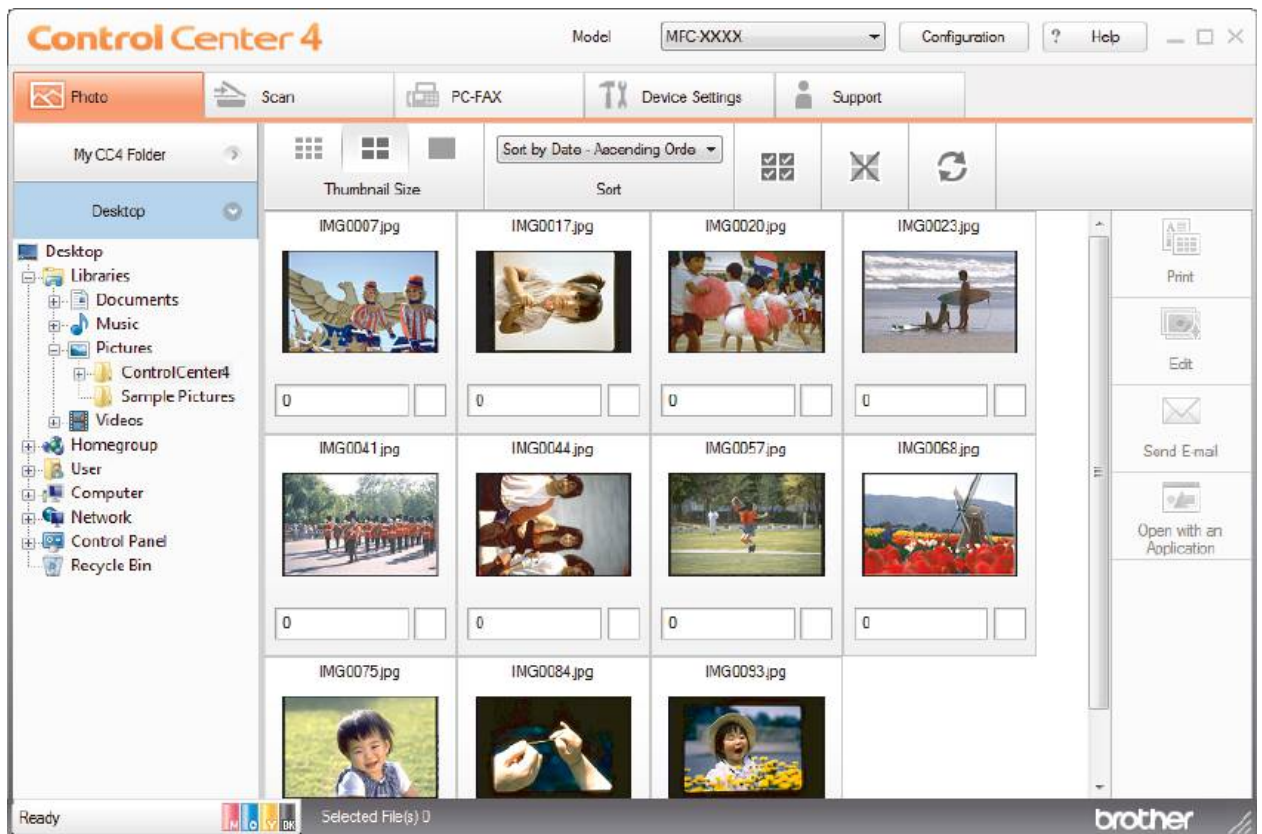 Control Center 4
Model
MFC-XXXX
Configuration
? Help
Photo
Scan
PC-FAX
Device Settings
Support
My CC4 Folder
Desktop
Thumbnail Size
Sort by Date - Ascending Orde
Sort
Desktop
Libraries
Documents
Music
Pictures
ControlCenter4
Sample Pictures
Videos
Homegroup
User
Computer
Network
Control Panel
Recycle Bin
IMG0007.jpg
IMG0017.jpg
IMG0020.jpg
IMG0023.jpg
0
0
0
0
IMG0041.jpg
IMG0044.jpg
IMG0057.jpg
IMG0068.jpg
0
0
0
0
IMG0075.jpg
IMG0084.jpg
IMG0093.jpg
Print
Edit
Send E-mail
Open with an
Application
Ready
M
C
Y
BK
Selected File(s) 0
brother